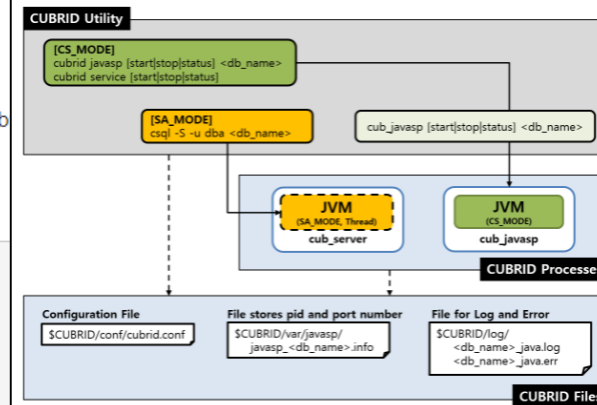 CUBRID Utility
[CS_MODE]
cubrid javasp [start|stop|status] <db_name>
cubrid service [start|stop|status]
b
[SA_MODE]
csql -S -u dba <db_name>
cub_javasp [start|stop|status] <db_name>
JVM
(SA_MODE, Thread)
cub_server
JVM
(CS_MODE)
cub_javasp
CUBRID Processe
Configuration File
$CUBRID/conf/cubrid.conf
File stores pid and port number
$CUBRID/var/javasp/
javasp_<db_name>.info
File for Log and Error
$CUBRID/log/
<db_name>_java.log
<db_name>_java.err
CUBRID Files